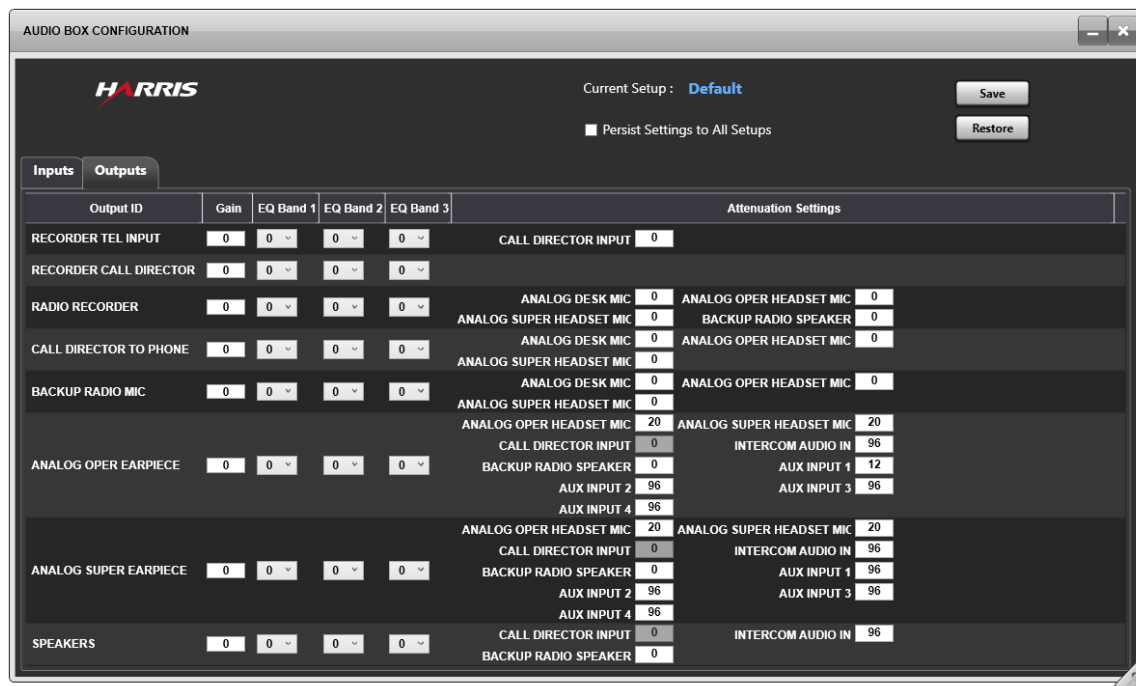 AUDIO BOX CONFIGURATION
HARRIS
Current Setup : Default
Save
Persist Settings to All Setups
Restore
Inputs Outputs
Output ID Gain EQ Band 1 EQ Band 2 EQ Band 3 Attenuation Settings
RECORDER TEL INPUT 0 0 0 0 CALL DIRECTOR INPUT 0
RECORDER CALL DIRECTOR 0 0 0 0
RADIO RECORDER 0 0 0 0 ANALOG DESK MIC 0 ANALOG OPER HEADSET MIC 0
ANALOG SUPER HEADSET MIC 0 BACKUP RADIO SPEAKER 0
CALL DIRECTOR TO PHONE 0 0 0 0 ANALOG DESK MIC 0 ANALOG OPER HEADSET MIC 0
ANALOG SUPER HEADSET MIC 0
BACKUP RADIO MIC 0 0 0 0 ANALOG DESK MIC 0 ANALOG OPER HEADSET MIC 0
ANALOG SUPER HEADSET MIC 0
ANALOG OPER HEADSET MIC 20 ANALOG SUPER HEADSET MIC 20
CALL DIRECTOR INPUT 0 INTERCOM AUDIO IN 96
ANALOG OPER EARPIECE 0 0 0 0 BACKUP RADIO SPEAKER 0 AUX INPUT 1 12
AUX INPUT 2 96 AUX INPUT 3 96
AUX INPUT 4 96
ANALOG OPER HEADSET MIC 20 ANALOG SUPER HEADSET MIC 20
CALL DIRECTOR INPUT 0 INTERCOM AUDIO IN 96
ANALOG SUPER EARPIECE 0 0 0 0 BACKUP RADIO SPEAKER 0 AUX INPUT 1 96
AUX INPUT 2 96 AUX INPUT 3 96
AUX INPUT 4 96
SPEAKERS 0 0 0 0 CALL DIRECTOR INPUT 0 INTERCOM AUDIO IN 96
BACKUP RADIO SPEAKER 0